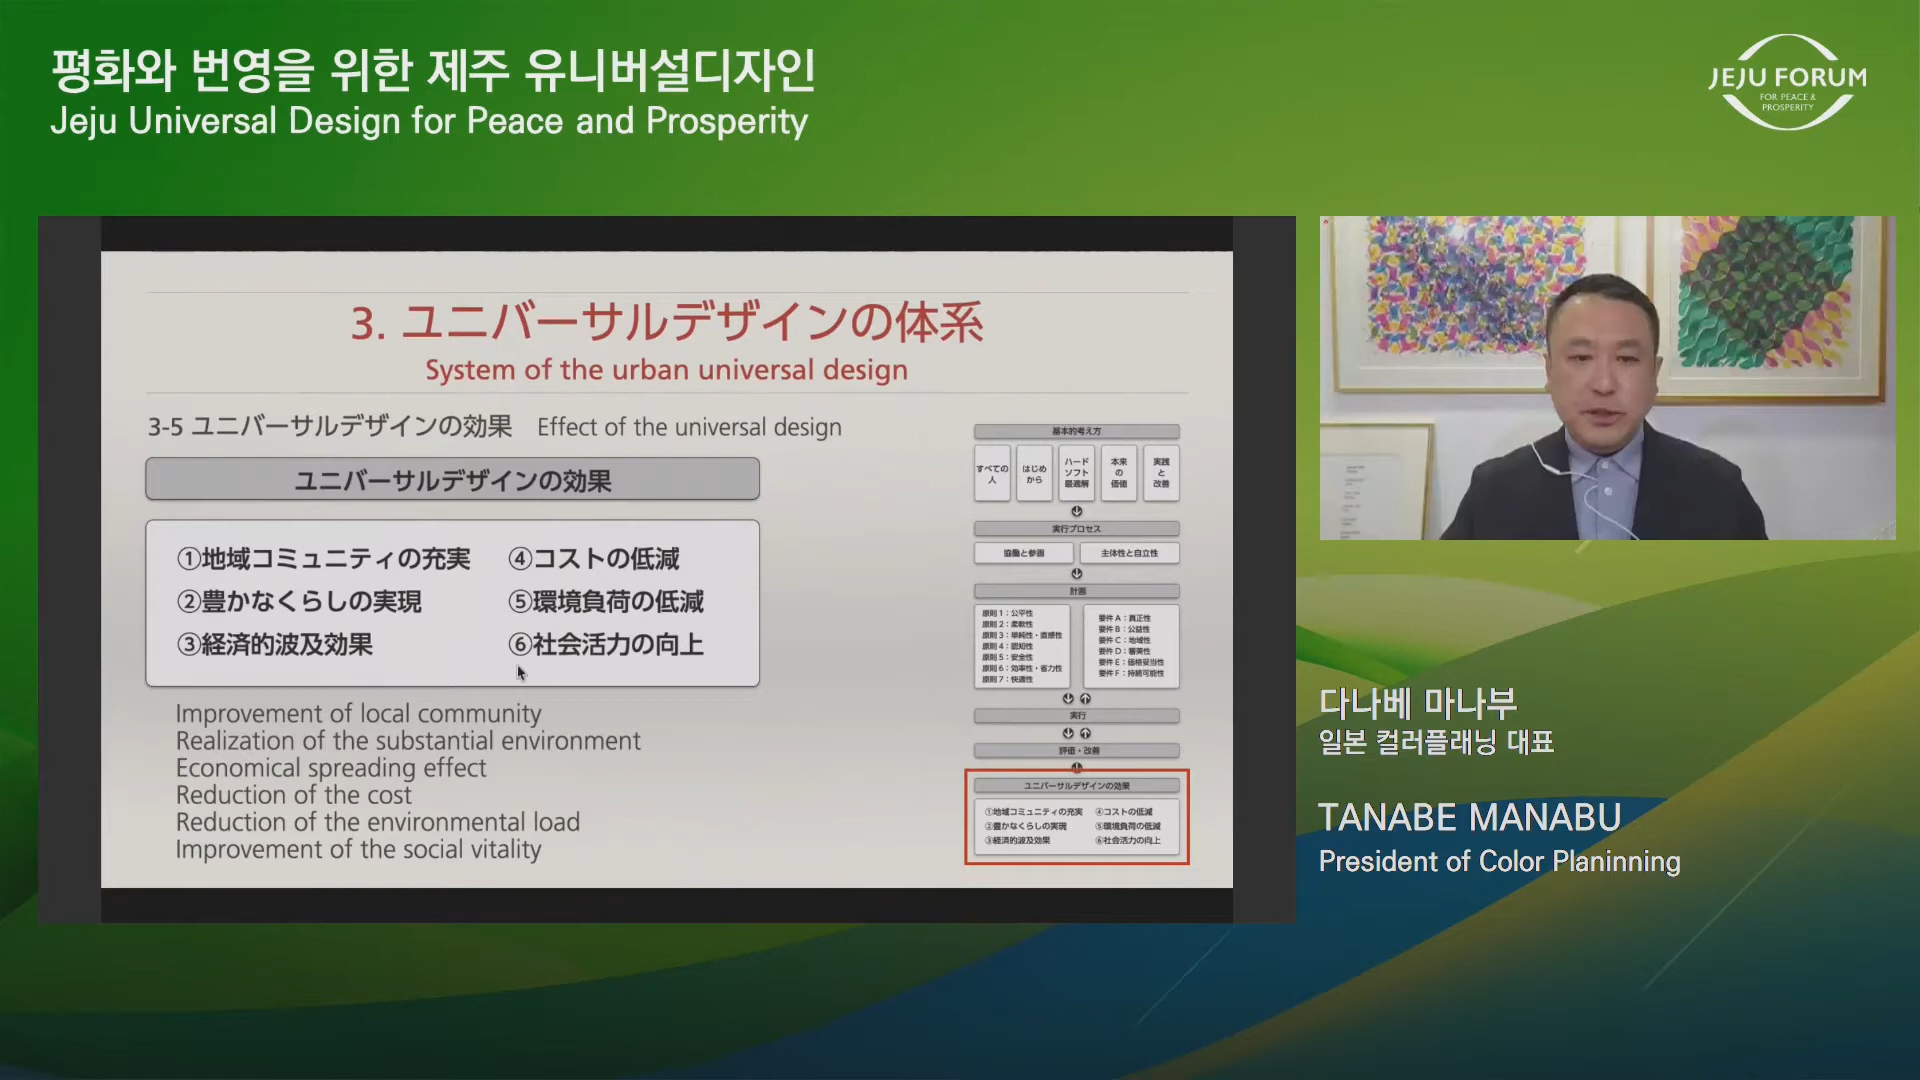 평화와 번영을 위한 제주 유니버설디자인
Jeju Universal Design for Peace and Prosperity
JEJU FORUM
FOR PEACE &
PROSPERITY
3. ユニバーサルデザインの体系
System of the urban universal design
3-5 ユニバーサルデザインの効果 Effect of the universal design
ユニバーサルデザインの効果
①地域コミュニティの充実 ④コストの低減
②豊かなくらしの実現 ⑤環境負荷の低減
③経済的波及効果 ⑥社会活力の向上
Improvement of local community
Realization of the substantial environment
Economical spreading effect
Reduction of the cost
Reduction of the environmental load
Improvement of the social vitality
基本的考え方
すべての
人
はじめ
から
ハード
ソフト
最適解
本来
の
価値
実践
と
改善
実行プロセス
協働と参画 主体性と自立性
計画
原則1：公平性
原則2：柔軟性
原則3：単純性・直感性
原則4：認知性
原則5：安全性
原則6：効率性・省力性
原則7：快適性
要件A：真正性
要件B：公益性
要件C：地域性
要件D：審美性
要件E：価格妥当性
要件F：持続可能性
実行
評価・改善
ユニバーサルデザインの効果
①地域コミュニティの充実 ④コストの低減
②豊かなくらしの実現 ⑤環境負荷の低減
③経済的波及効果 ⑥社会活力の向上
다나베 마나부
일본 컬러플래닝 대표
TANABE MANABU
President of Color Planinning